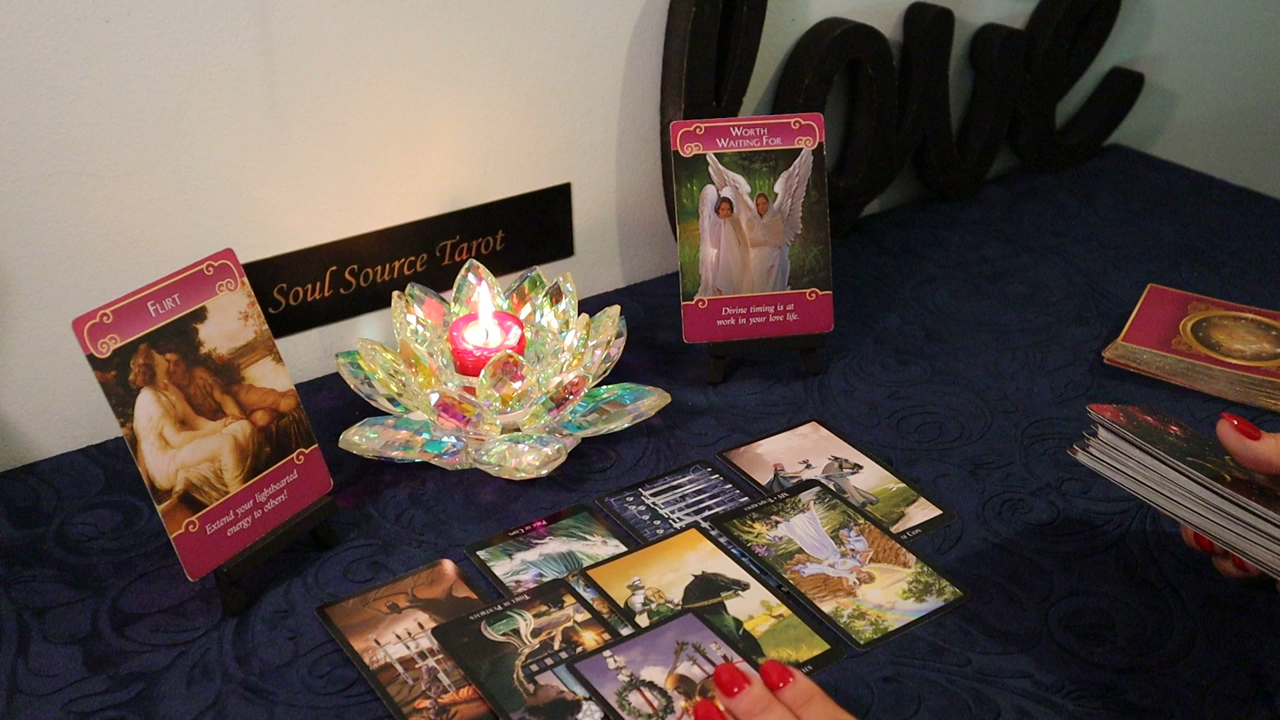 love
WORTH
WAITING FOR
Divine timing is at
work in your love life.
Soul Source Tarot
FLIRT
Extend your lighthearted
energy to others!